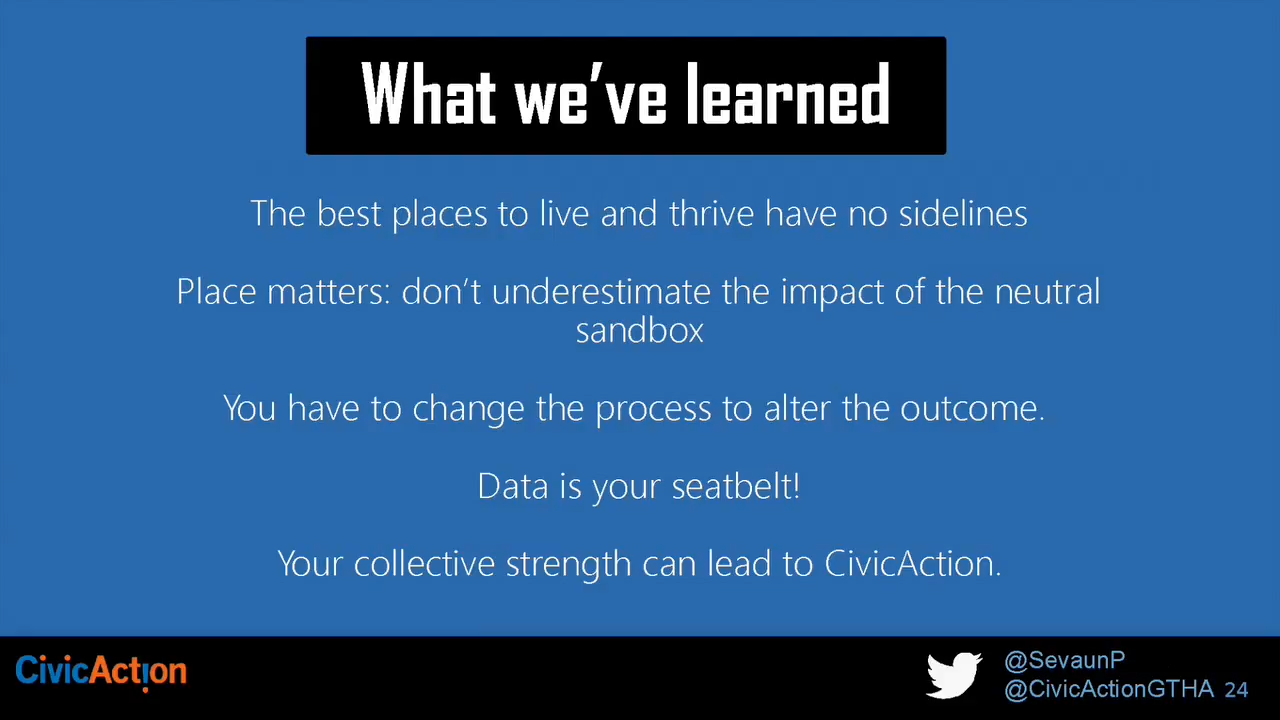 What we’ve learned
The best places to live and thrive have no sidelines
Place matters: don’t underestimate the impact of the neutral
sandbox
You have to change the process to alter the outcome.
Data is your seatbelt!
Your collective strength can lead to CivicAction.
CivicAction
@SevaunP
@CivicActionGTHA 24